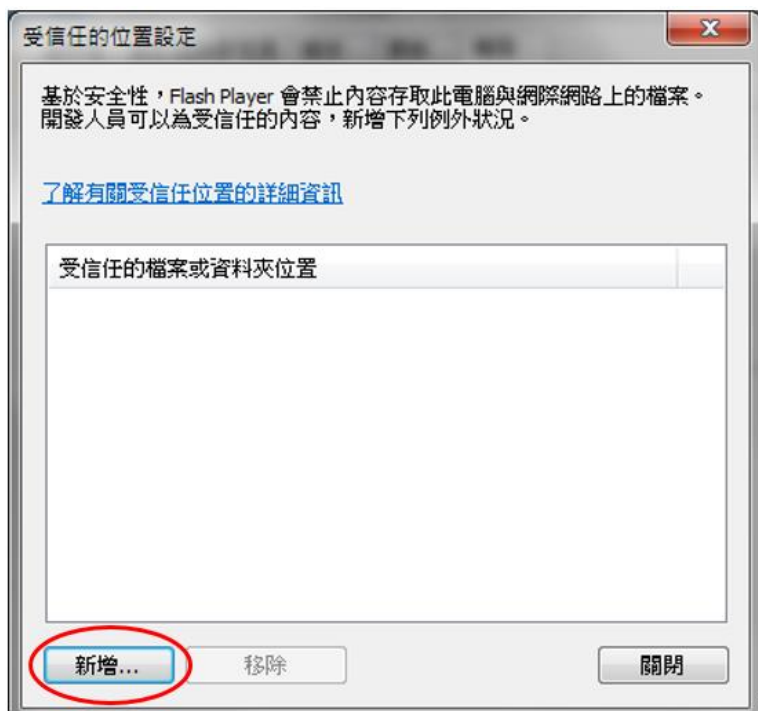 受信任的位置設定
基於安全性，Flash Player 會禁止內容存取此電腦與網際網路上的檔案。
開發人員可以為受信任的內容，新增下列例外狀況。
了解有關受信任位置的詳細資訊
受信任的檔案或資料夾位置
新增... 移除 關閉